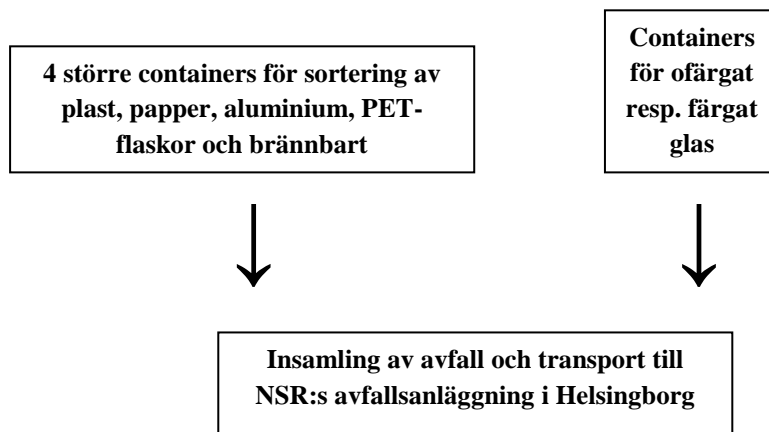 4 större containers för sortering av
plast, papper, aluminium, PET-
flaskor och brännbart
Containers
för ofärgat
resp. färgat
glas
Insamling av avfall och transport till
NSR:s avfallsanläggning i Helsingborg